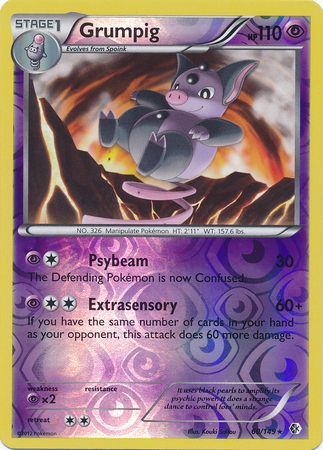 STAGE1
Grumpig
HP110
Evolves from Spoink
NO. 326 Manipulate Pokémon HT: 2'11" WT: 157.6 lbs.
Psybeam 30
The Defending Pokémon is now Confused.
Extrasensory 60+
If you have the same number of cards in your hand
as your opponent, this attack does 60 more damage.
weakness resistance
×2
retreat
It uses black pearls to amplify its
psychic power. It does a strange
dance to control foes' minds.
©2012 Pokémon
Illus. Kouki Saitou
60/149★